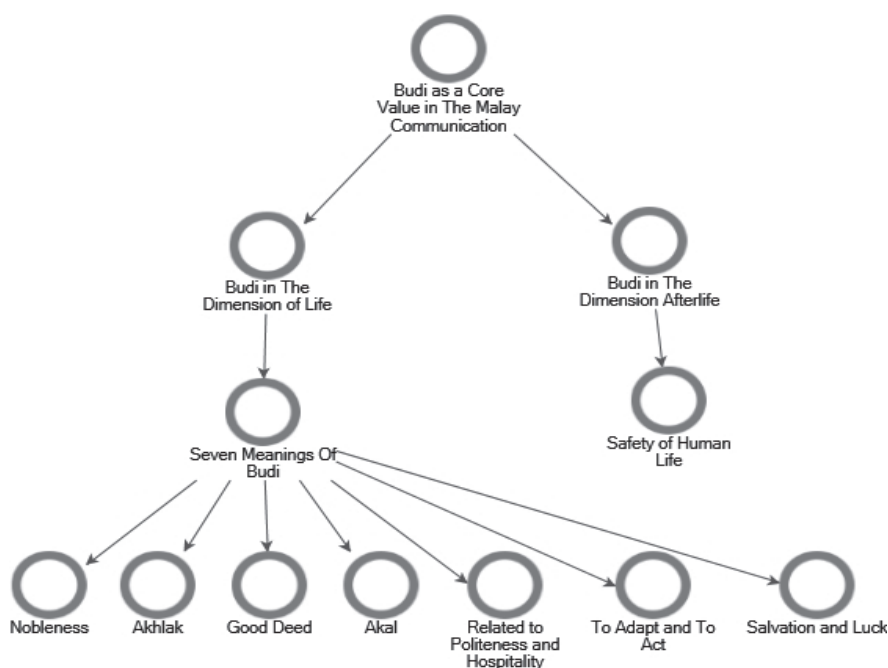 Budi as a Core
Value in The Malay
Communication
Budi in The
Dimension of Life
Budi in The
Dimension Afterlife
Seven Meanings Of
Budi
Safety of Human
Life
Nobleness
Akhlak
Good Deed
Akal
Related to
Politeness and
Hospitality
To Adapt and To
Act
Salvation and Luck